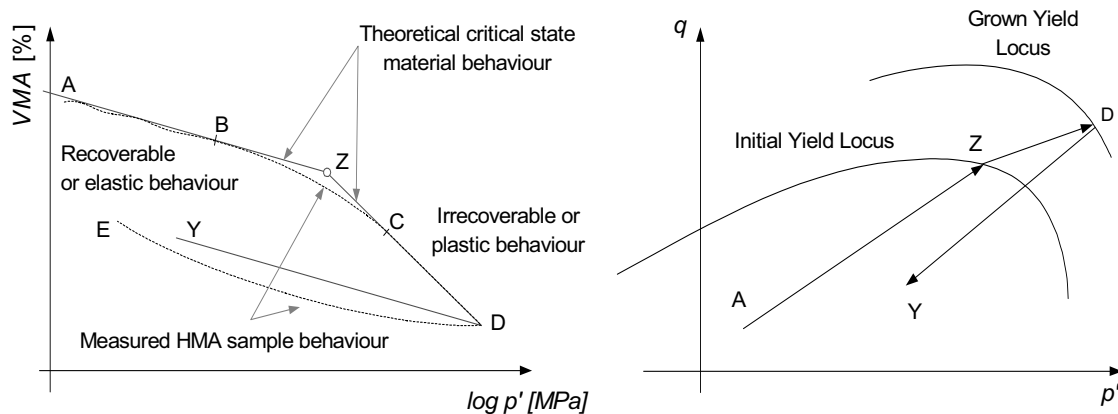 VMA [%]
A
B
Z
C
D
E
Y
Theoretical critical state
material behaviour
Recoverable
or elastic behaviour
Irrecoverable or
plastic behaviour
Measured HMA sample behaviour
log p' [MPa]
q
Grown Yield
Locus
Initial Yield Locus
Z
D
A
Y
p'